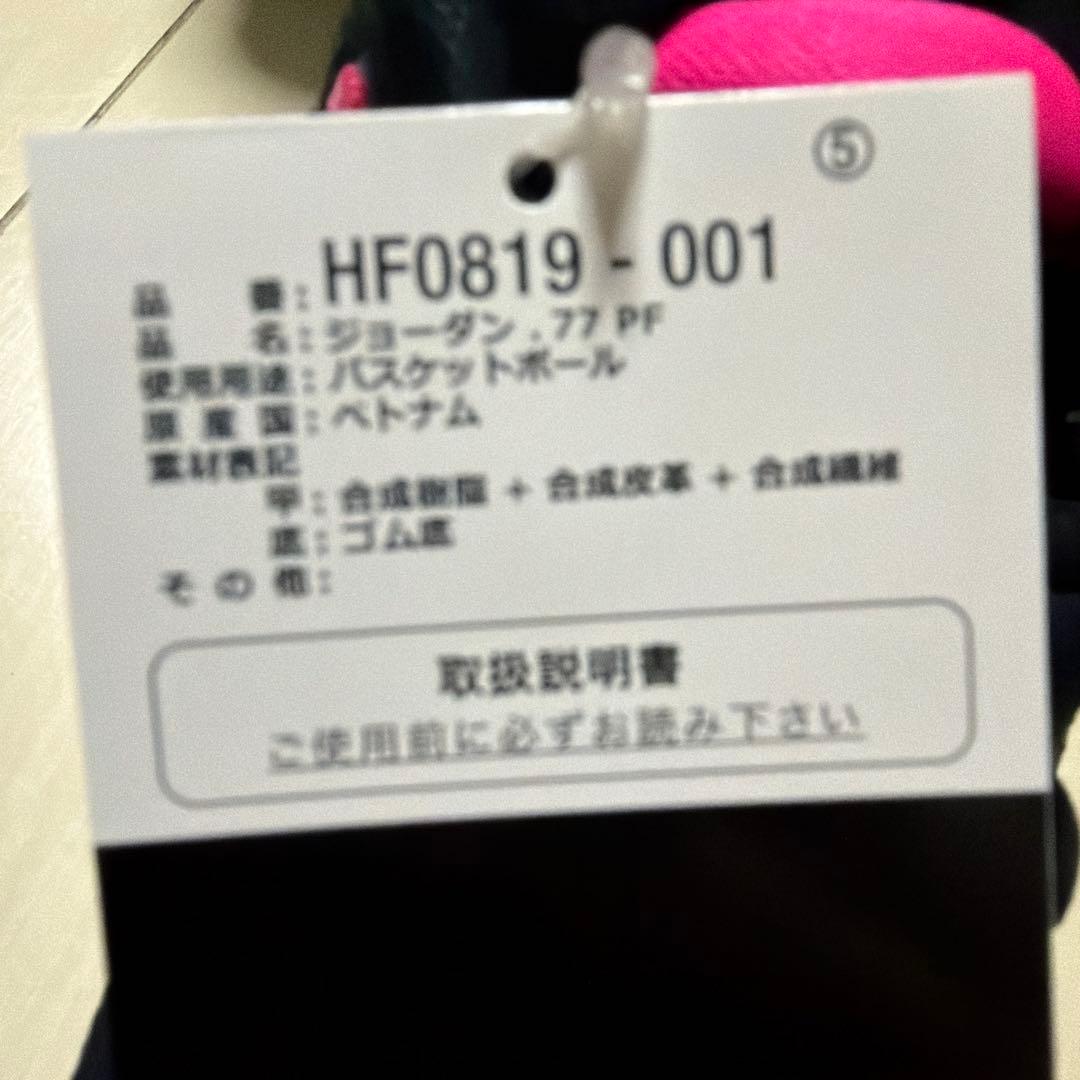 ⑤
品番:HF0819-001
品名:ジョーダン.77 PF
使用用途:バスケットボール
原産国:ベトナム
素材表記
甲:合成樹脂+合成皮革+合成繊維
底:ゴム底
その他:
取扱説明書
ご使用前に必ずお読み下さい